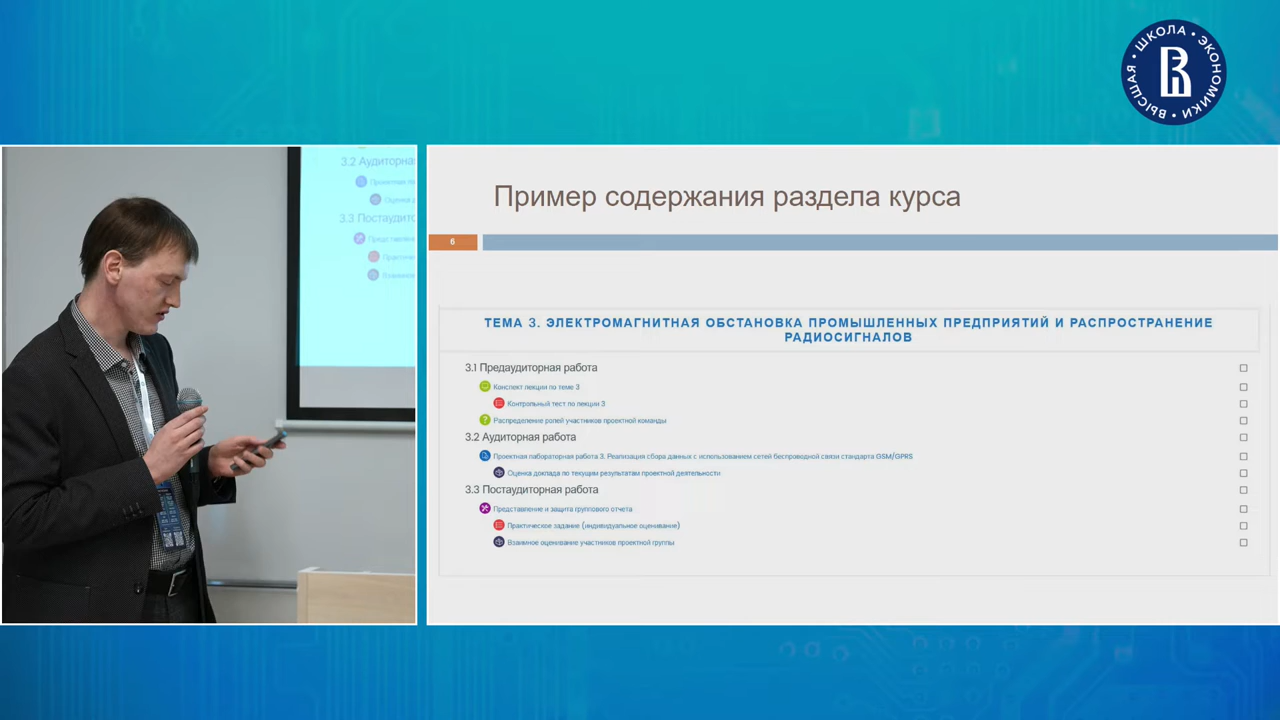 ВЫСШАЯ • ШКОЛА • ЭКОНОМИКИ •
3.2 Аудиторна
3.3 Постаудито
Пример содержания раздела курса
6
ТЕМА 3. ЭЛЕКТРОМАГНИТНАЯ ОБСТАНОВКА ПРОМЫШЛЕННЫХ ПРЕДПРИЯТИЙ И РАСПРОСТРАНЕНИЕ
РАДИОСИГНАЛОВ
3.1 Предаудиторная работа
Конспект лекции по теме 3
Контрольный тест по лекции 3
Распределение ролей участников проектной команды
3.2 Аудиторная работа
Проектная лабораторная работа 3. Реализация сбора данных с использованием сетей беспроводной связи стандарта GSM/GPRS
Оценка доклада по текущим результатам проектной деятельности
3.3 Постаудиторная работа
Представление и защита группового отчета
Практическое задание (индивидуальное оценивание)
Взаимное оценивание участников проектной группы